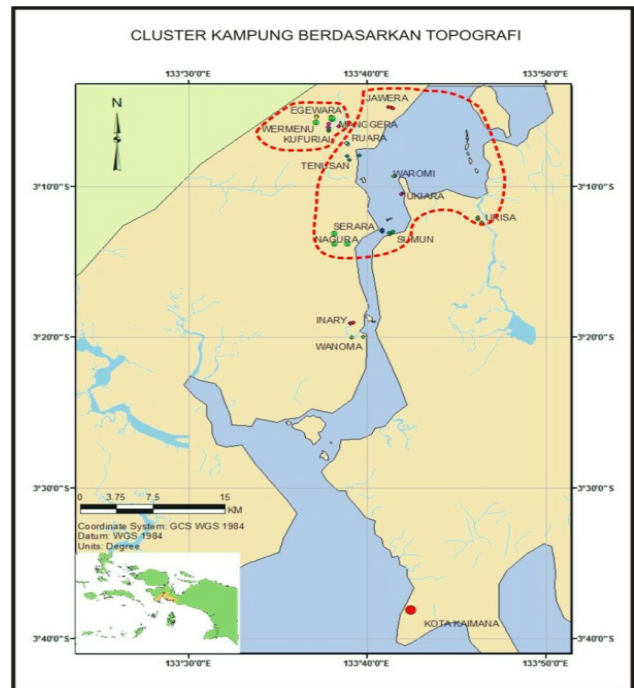 CLUSTER KAMPUNG BERDASARKAN TOPOGRAFI
133°30'0"E 133°40'0"E 133°50'0"E
N
JAWERA
EGEWARA
MANGGERA
WERMENU
RUARA
KUFURIAI
TENUSAN
WAROMI
3°10'0"S 3°10'0"S
UKIARA
URISA
SERARA
NAGURA SUMUN
INARY
3°20'0"S 3°20'0"S
WANOMA
3°30'0"S 3°30'0"S
0 3.75 7.5 15
KM
Coordinate System: GCS WGS 1984
Datum: WGS 1984
Units: Degree
KOTA KAIMANA
3°40'0"S 3°40'0"S
133°30'0"E 133°40'0"E 133°50'0"E